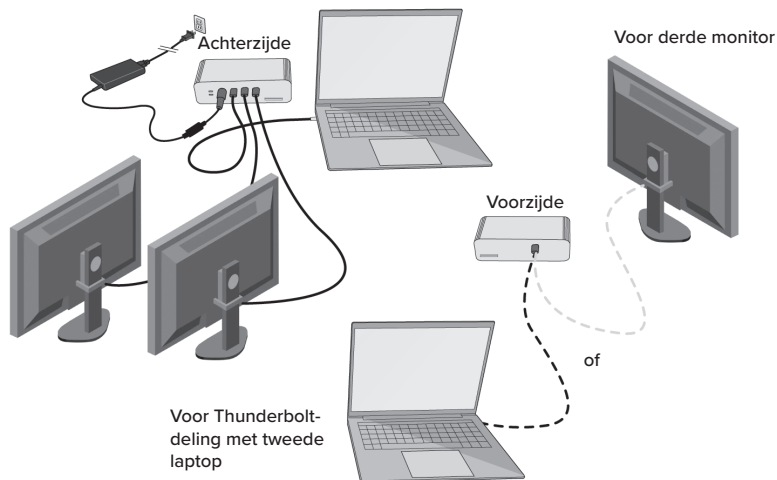 Achterzijde
Voor derde monitor
Voorzijde
of
Voor Thunderbolt-
deling met tweede
laptop